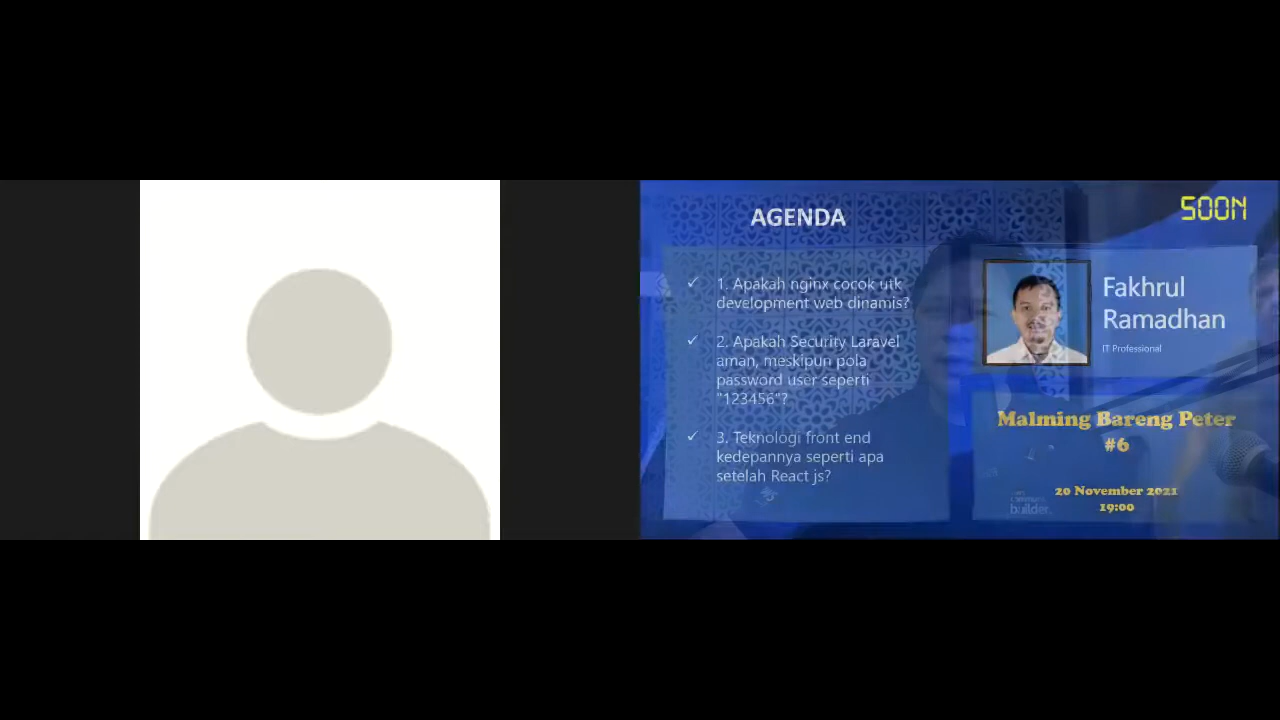 AGENDA
SOON
✓ 1. Apakah nginx cocok utk
development web dinamis?
✓ 2. Apakah Security Laravel
aman, meskipun pola
password user seperti
"123456"?
✓ 3. Teknologi front end
kedepannya seperti apa
setelah React js?
Fakhrul
Ramadhan
IT Professional
Malming Bareng Peter
#6
20 November 2021
19:00
builder.